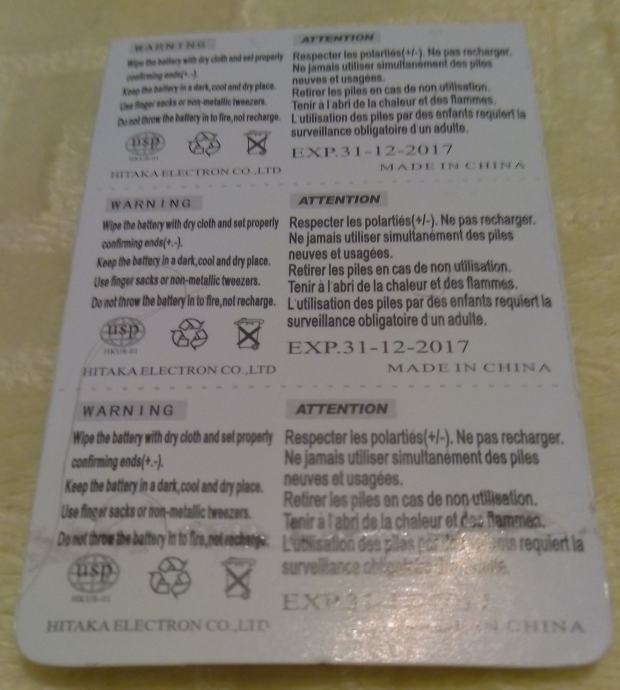 WARNING
Wipe the battery with dry cloth and set properly
confirming ends(+.-).
Keep the battery in a dark,cool and dry place.
Use finger sacks or non-metallic tweezers.
Do not throw the battery in to fire,not recharge.
usp
HKUS-01
HITAKA ELECTRON CO.,LTD
ATTENTION
Respecter les polartiés(+/-). Ne pas recharger.
Ne jamais utiliser simultanément des piles
neuves et usagées.
Retirer les piles en cas de non utilisation.
Tenir à l'abri de la chaleur et des flammes.
L'utilisation des piles par des enfants requiert la
surveillance obligatoire d'un adulte.
EXP.31-12-2017
MADE IN CHINA
WARNING
Wipe the battery with dry cloth and set properly
confirming ends(+.-).
Keep the battery in a dark,cool and dry place.
Use finger sacks or non-metallic tweezers.
Do not throw the battery in to fire,not recharge.
usp
HKUS-01
HITAKA ELECTRON CO.,LTD
ATTENTION
Respecter les polartiés(+/-). Ne pas recharger.
Ne jamais utiliser simultanément des piles
neuves et usagées.
Retirer les piles en cas de non utilisation.
Tenir à l'abri de la chaleur et des flammes.
L'utilisation des piles par des enfants requiert la
surveillance obligatoire d'un adulte.
EXP.31-12-2017
MADE IN CHINA
WARNING
Wipe the battery with dry cloth and set properly
confirming ends(+.-).
Keep the battery in a dark,cool and dry place.
Use finger sacks or non-metallic tweezers.
Do not throw the battery in to fire,not recharge.
usp
HKUS-01
HITAKA ELECTRON CO.,LTD
ATTENTION
Respecter les polartiés(+/-). Ne pas recharger.
Ne jamais utiliser simultanément des piles
neuves et usagées.
Retirer les piles en cas de non utilisation.
Tenir à l'abri de la chaleur et des flammes.
L'utilisation des piles par requiert la
surveillance
IN CHINA